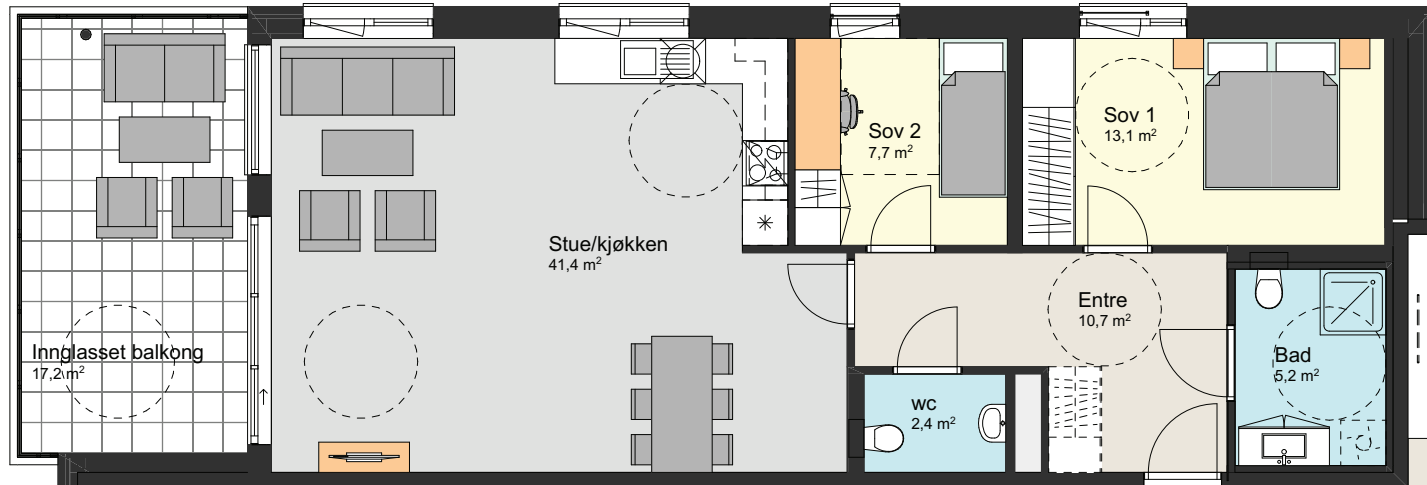 Sov 1
13,1 m²
Sov 2
7,7 m²
Stue/kjøkken
41,4 m²
Entre
10,7 m²
Innglasset balkong
17,2 m²
Bad
5,2 m²
wc
2,4 m²